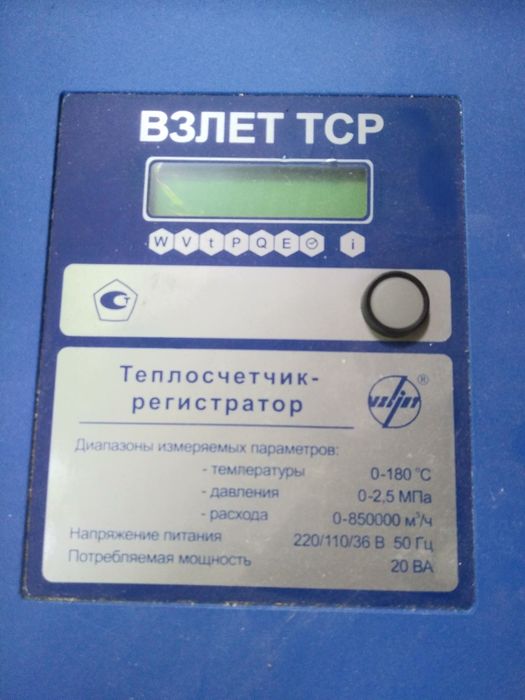 ВЗЛЕТ ТСР
W V t P Q E i
Теплосчетчик-
регистратор
VZLJOT ®
Диапазоны измеряемых параметров:
- температуры 0-180 °С
- давления 0-2,5 МПа
- расхода 0-850000 м³/ч
Напряжение питания 220/110/36 В 50 Гц
Потребляемая мощность 20 ВА